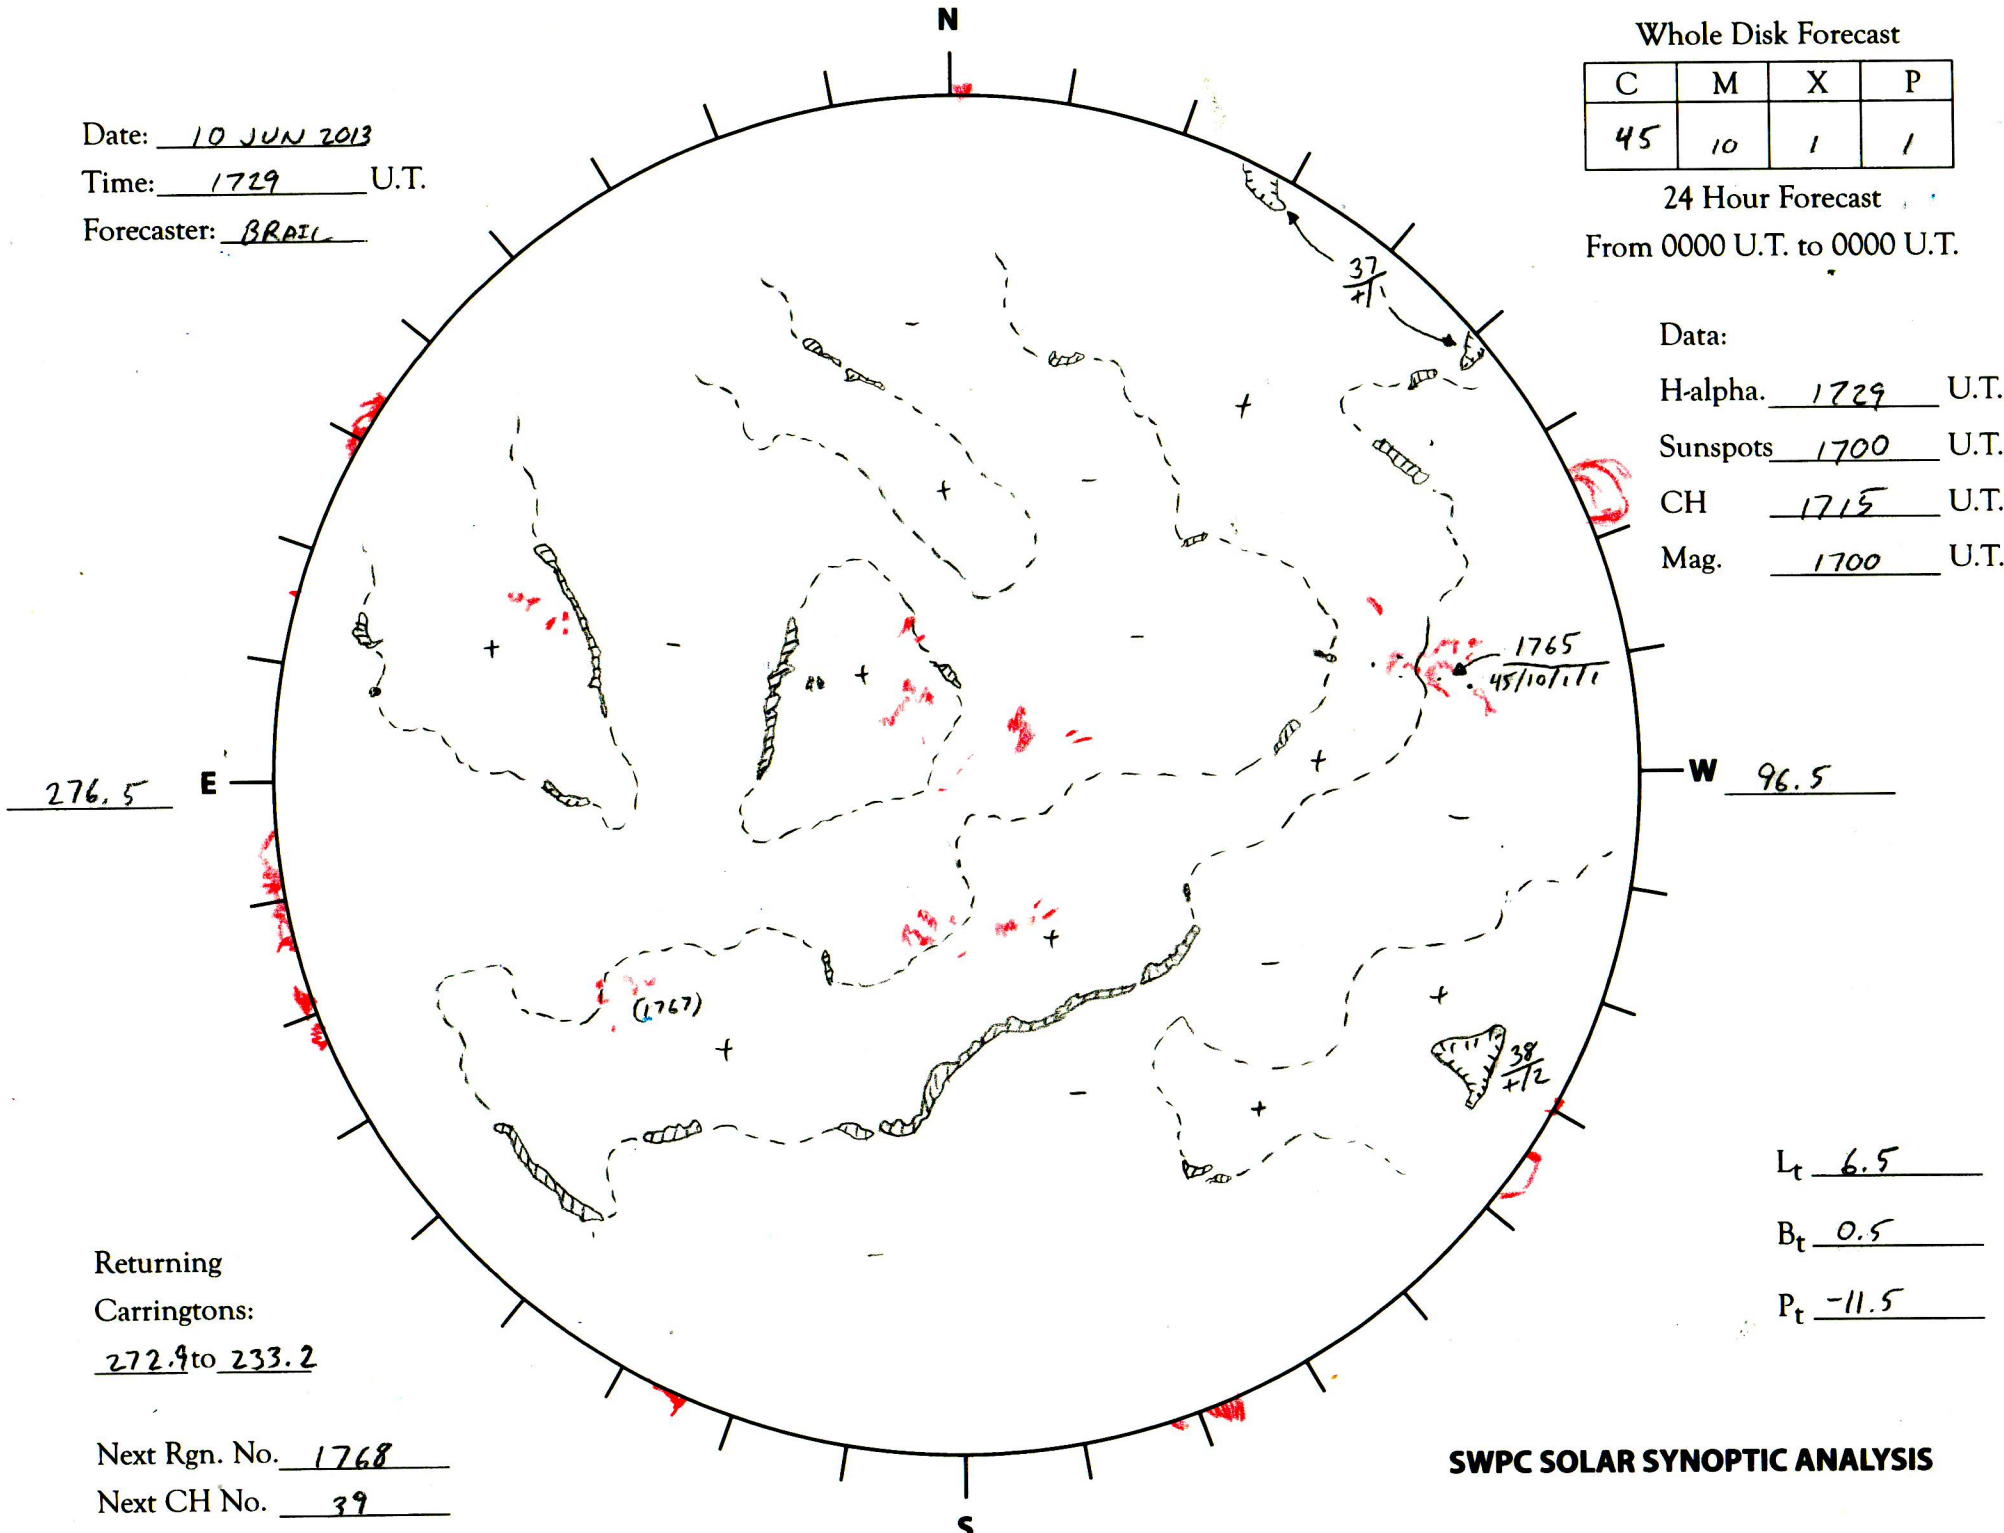 N
Whole Disk Forecast
C M X P
45 10 1 1
24 Hour Forecast
From 0000 U.T. to 0000 U.T.
Date: 10 JUN 2013
Time: 1729 U.T.
Forecaster: BRAIL
37
+/1
Data:
H-alpha. 1729 U.T.
Sunspots 1700 U.T.
CH 1715 U.T.
Mag. 1700 U.T.
1765
45/10/1/1
276.5 E
W 96.5
(1767)
38
+/2
Lt 6.5
Bt 0.5
Pt -11.5
Returning
Carringtons:
272.9 to 233.2
Next Rgn. No. 1768
Next CH No. 39
SWPC SOLAR SYNOPTIC ANALYSIS
S